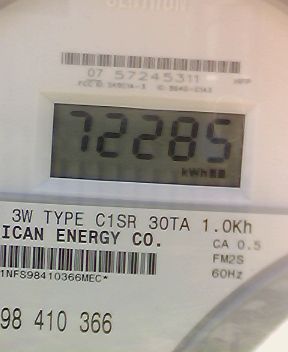 CENTRON
07 57245311
72285
kWh
3W TYPE C1SR 30TA 1.0Kh
ICAN ENERGY CO.
CA 0.5
FM2S
60Hz
1NFS98410366MEC*
98 410 366